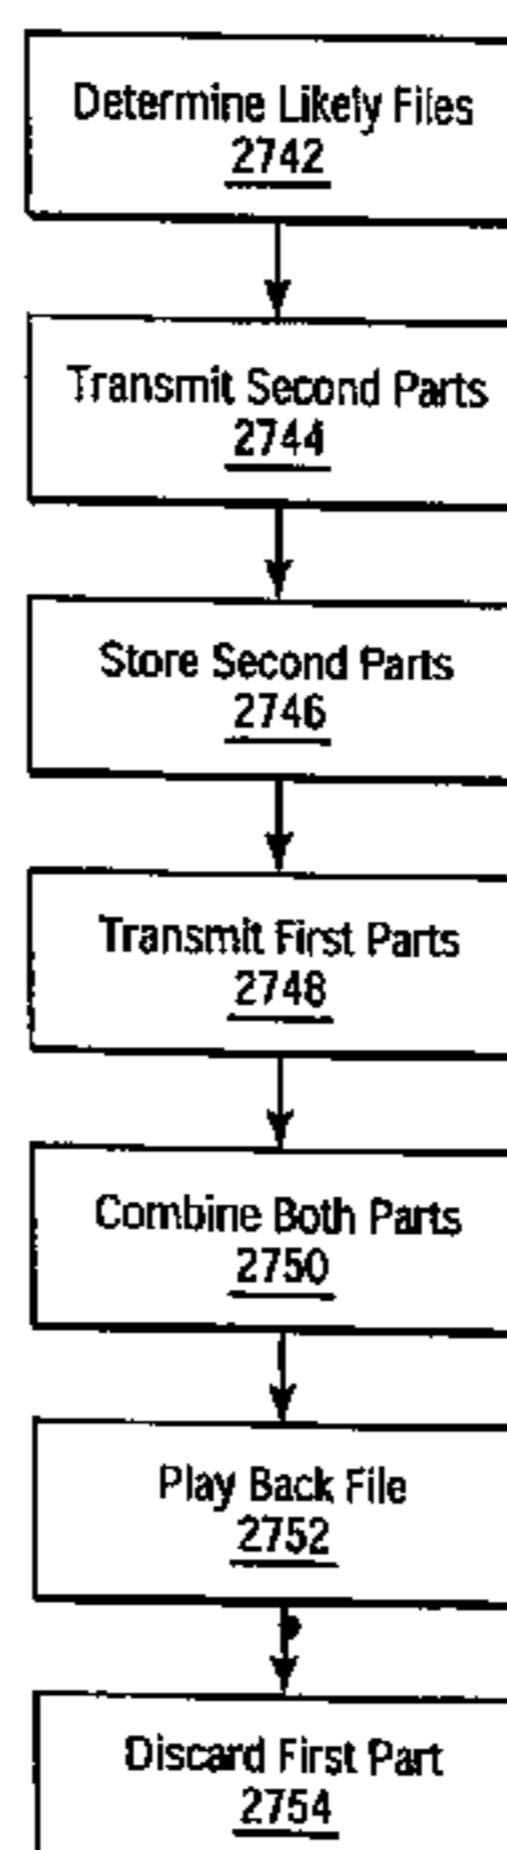 Determine Likely Files
2742
Transmit Second Parts
2744
Store Second Parts
2746
Transmit First Parts
2748
Combine Both Parts
2750
Play Back File
2752
Discard First Part
2754